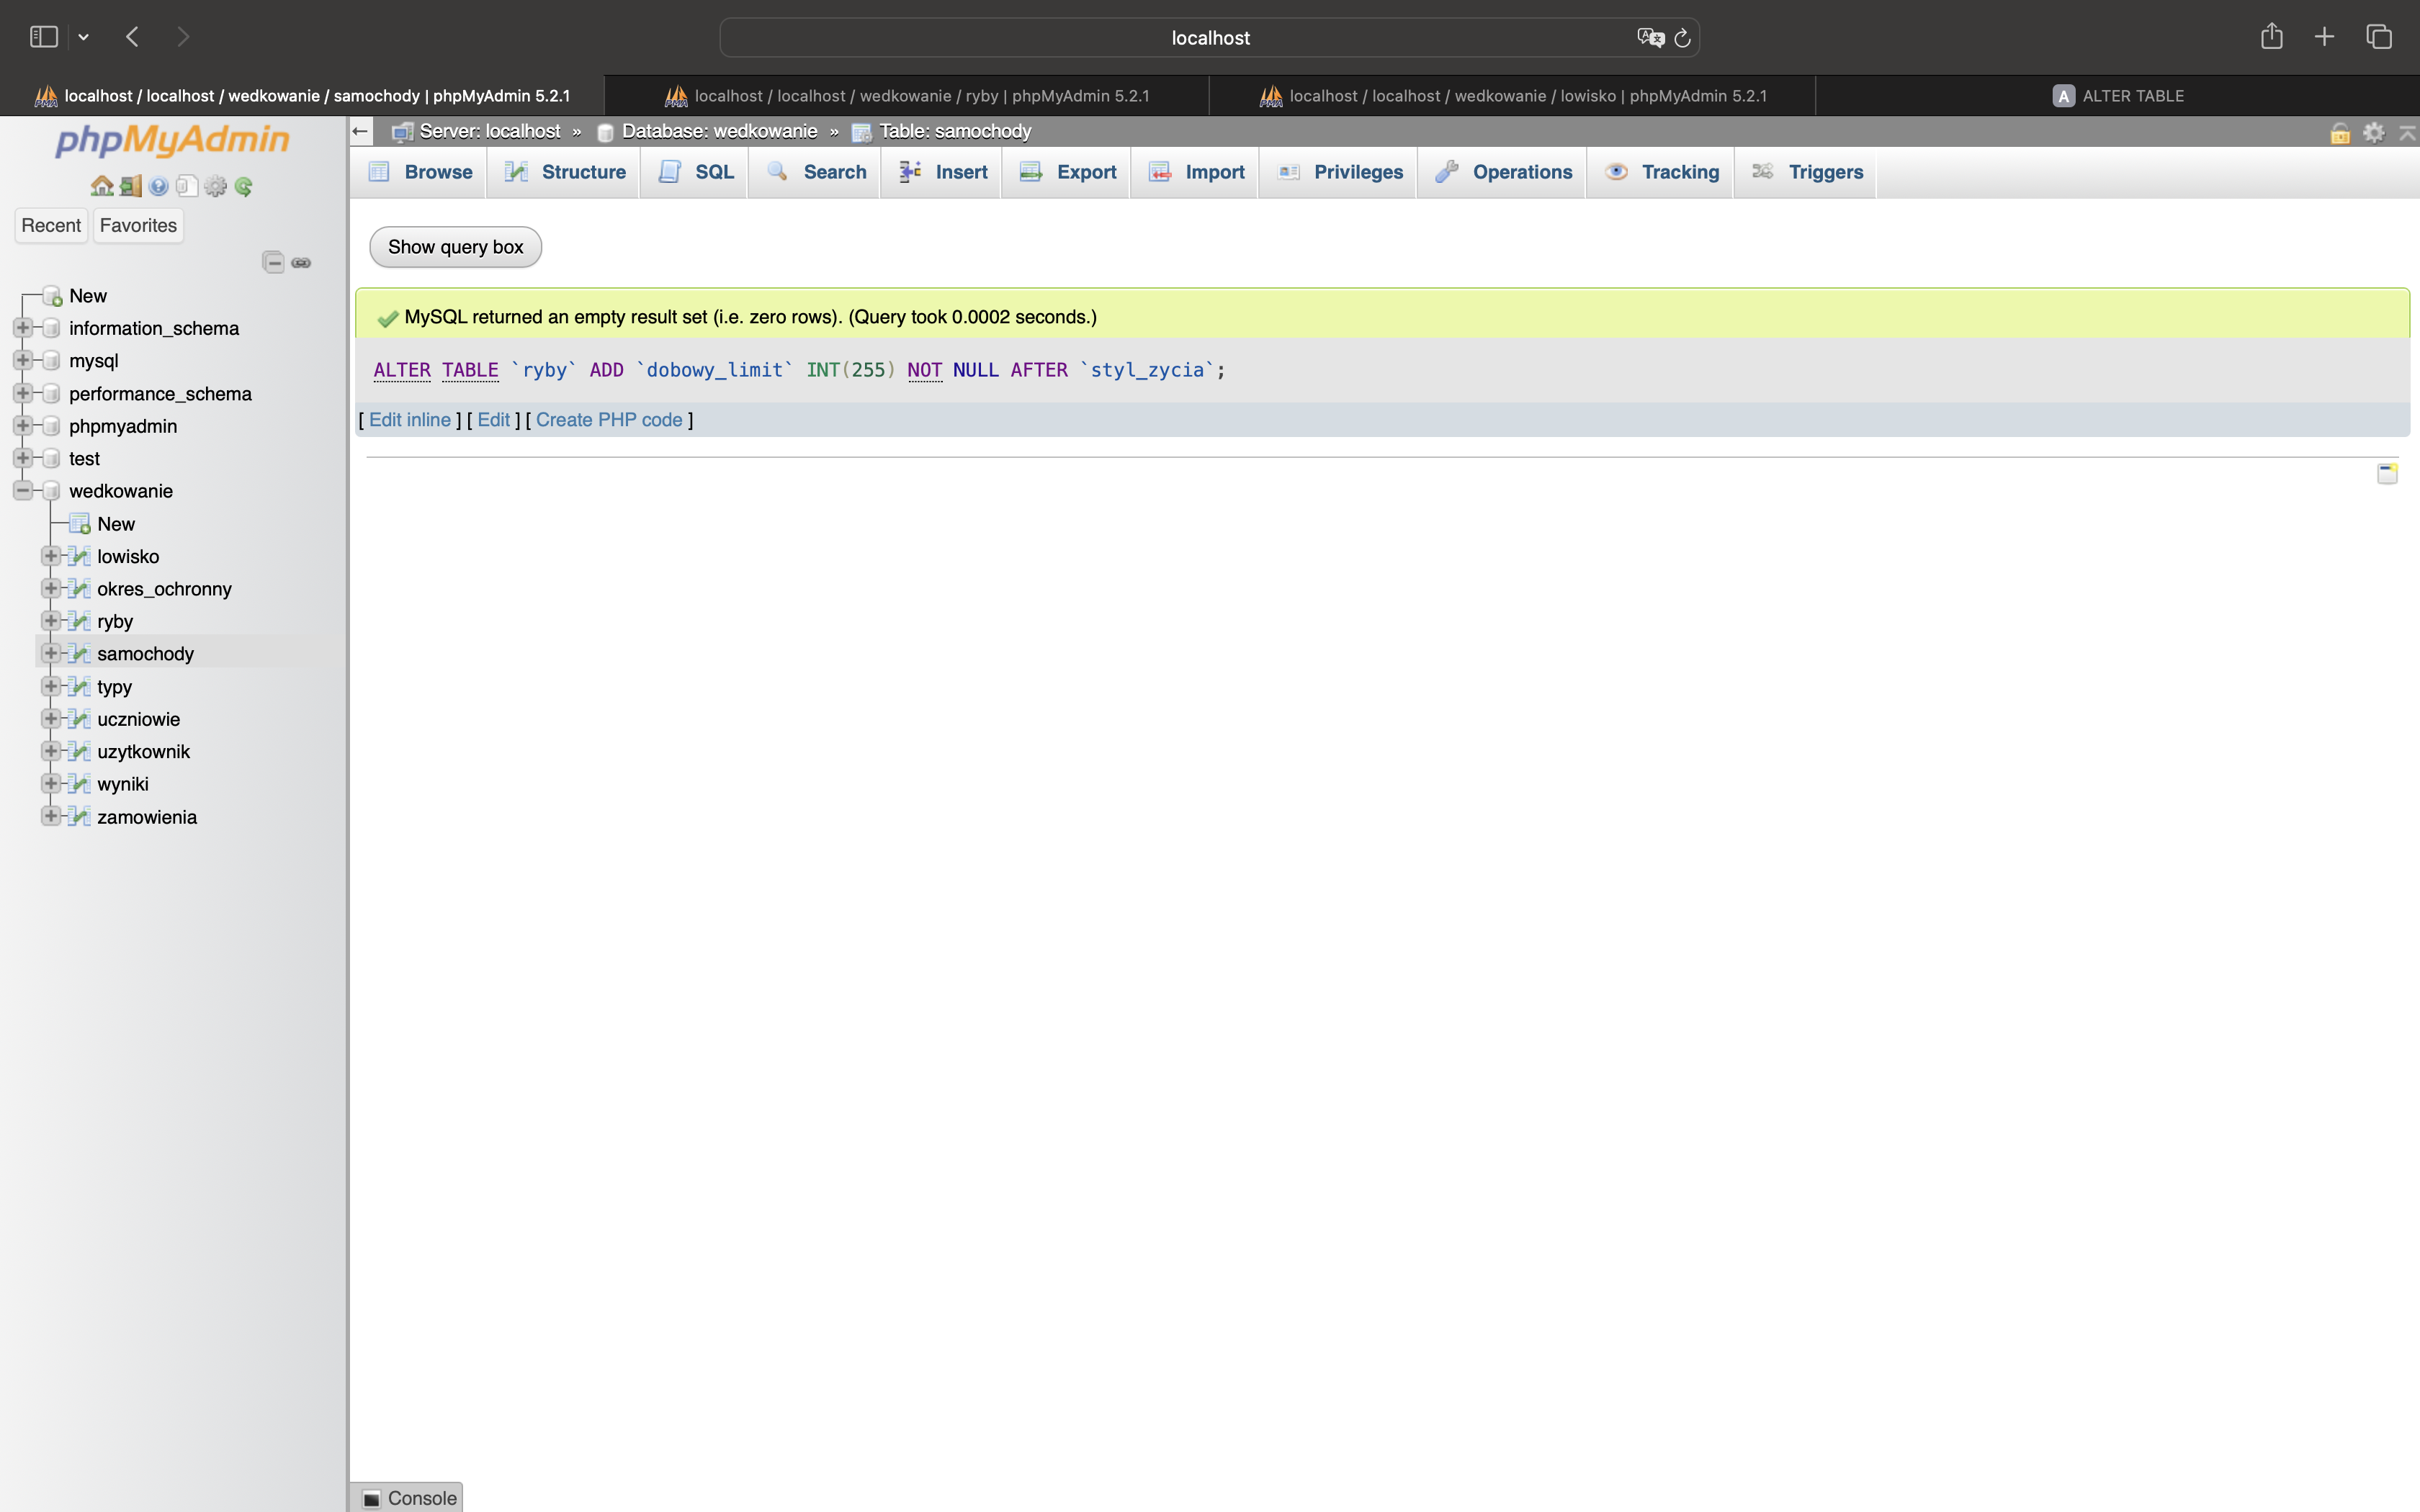 localhost
localhost / localhost / wedkowanie / samochody | phpMyAdmin 5.2.1
localhost / localhost / wedkowanie / ryby | phpMyAdmin 5.2.1
localhost / localhost / wedkowanie / lowisko | phpMyAdmin 5.2.1
A ALTER TABLE
phpMyAdmin
Server: localhost » Database: wedkowanie » Table: samochody
Browse Structure SQL Search Insert Export Import Privileges Operations Tracking Triggers
Recent Favorites
New
information_schema
mysql
performance_schema
phpmyadmin
test
wedkowanie
New
lowisko
okres_ochronny
ryby
samochody
typy
uczniowie
uzytkownik
wyniki
zamowienia
Show query box
MySQL returned an empty result set (i.e. zero rows). (Query took 0.0002 seconds.)
ALTER TABLE `ryby` ADD `dobowy_limit` INT(255) NOT NULL AFTER `styl_zycia`;
[ Edit inline ] [ Edit ] [ Create PHP code ]
Console